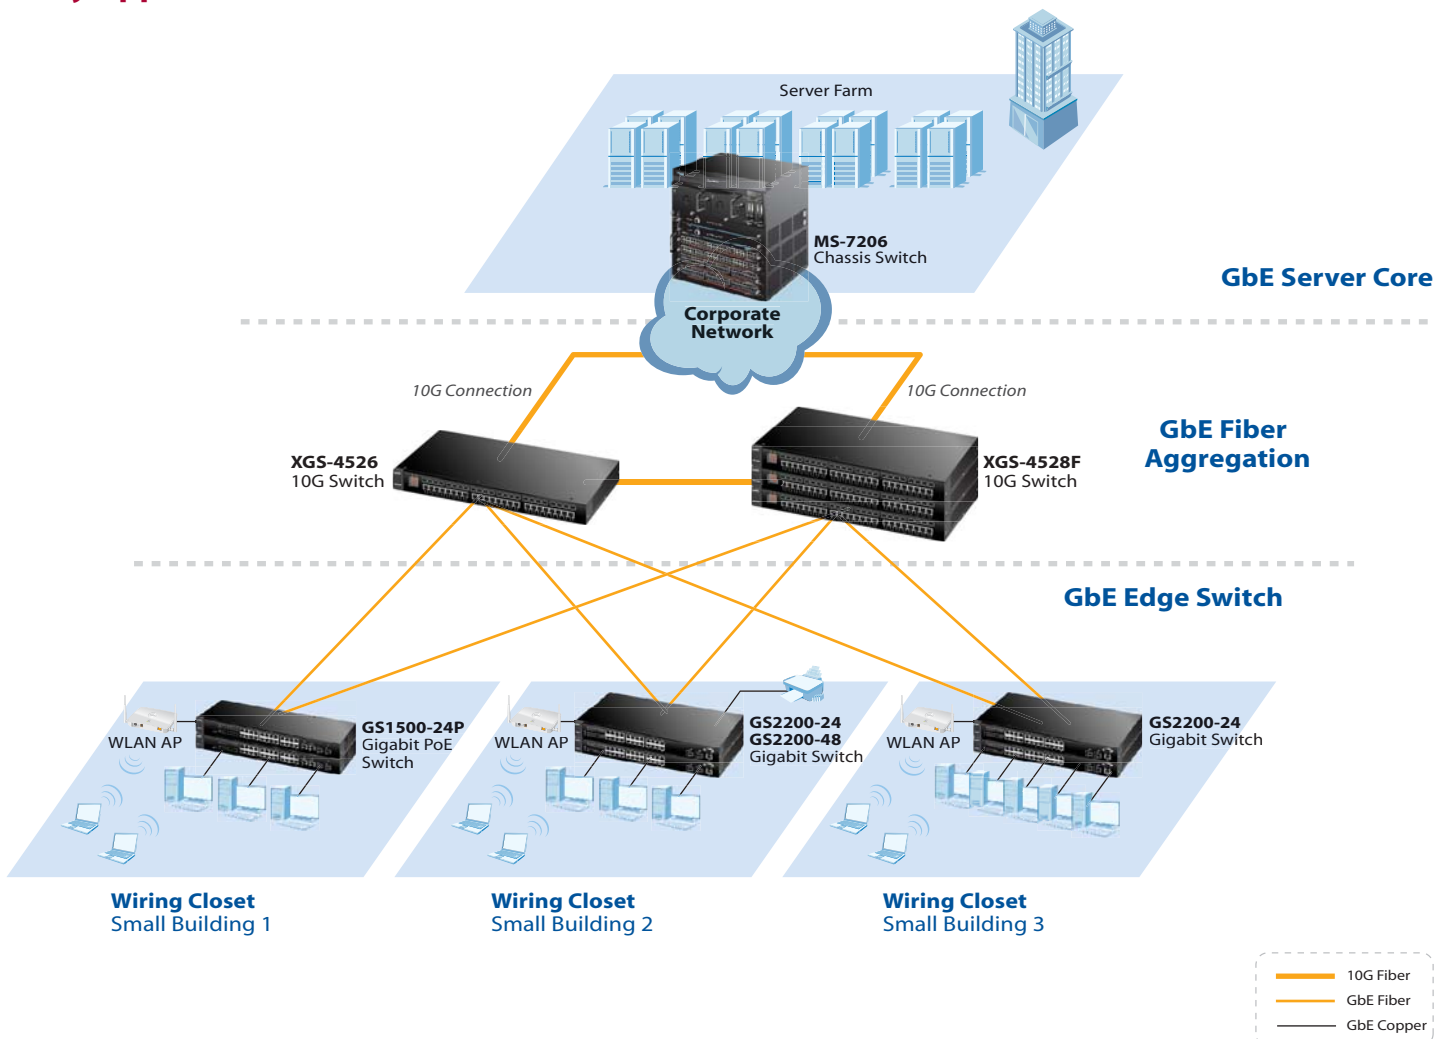 Server Farm
MS-7206
Chassis Switch
GbE Server Core
Corporate
Network
10G Connection
10G Connection
GbE Fiber
Aggregation
XGS-4526
10G Switch
XGS-4528F
10G Switch
GbE Edge Switch
WLAN AP
GS1500-24P
Gigabit PoE
Switch
WLAN AP
GS2200-24
GS2200-48
Gigabit Switch
WLAN AP
GS2200-24
Gigabit Switch
Wiring Closet
Small Building 1
Wiring Closet
Small Building 2
Wiring Closet
Small Building 3
10G Fiber
GbE Fiber
GbE Copper